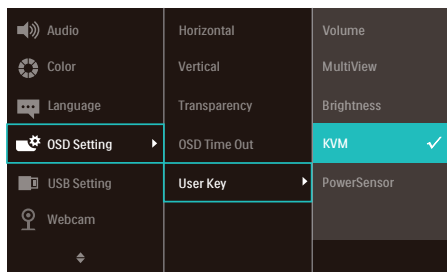 Audio
Color
Language
OSD Setting
USB Setting
Webcam
Horizontal
Vertical
Transparency
OSD Time Out
User Key
Volume
MultiView
Brightness
KVM
PowerSensor